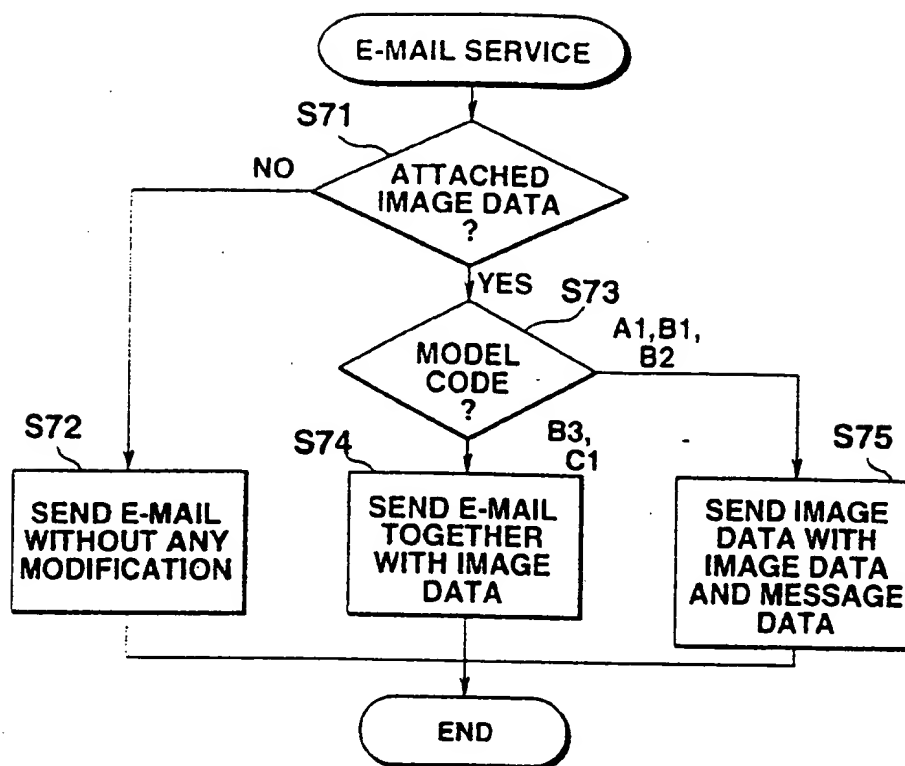 E-MAIL SERVICE
S71
NO
ATTACHED
IMAGE DATA
?
YES
S73
A1,B1,
B2
MODEL
CODE
?
S72
S74
B3,
C1
S75
SEND E-MAIL
WITHOUT ANY
MODIFICATION
SEND E-MAIL
TOGETHER
WITH IMAGE
DATA
SEND IMAGE
DATA WITH
IMAGE DATA
AND MESSAGE
DATA
END